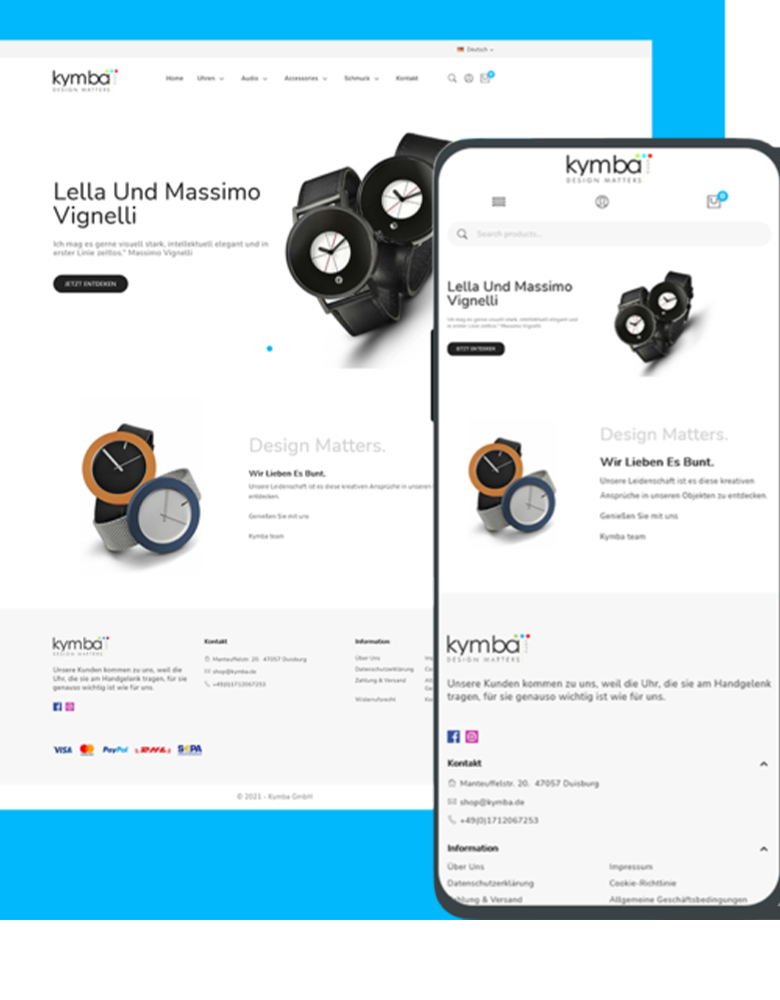 Deutsch
kymba
DESIGN MATTERS
Home Uhren Audio Accessories Schmuck Kontakt
0
Lella Und Massimo
Vignelli
Ich mag es gerne visuell stark, intellektuell elegant und in
erster Linie zeitlos." Massimo Vignelli
JETZT ENTDEKEN
Design Matters.
Wir Lieben Es Bunt.
Unsere Leidenschaft ist es diese kreativen Ansprüche in unseren
entdecken.
Genießen Sie mit uns
Kymba team
kymba
DESIGN MATTERS
Unsere Kunden kommen zu uns, weil die
Uhr, die sie am Handgelenk tragen, für sie
genauso wichtig ist wie für uns.
Kontakt
Manteuffelstr. 20. 47057 Duisburg
shop@kymba.de
+49(0)1712067253
Information
Über Uns
Datenschutzerklärung
Zahlung & Versand
Widerrufsrecht
VISA MasterCard PayPal DHL SEPA
© 2021 - Kymba GmbH
kymba
DESIGN MATTERS
0
Search products...
Lella Und Massimo
Vignelli
Ich mag es gerne visuell stark, intellektuell elegant und
in erster Linie zeitlos." Massimo Vignelli
JETZT ENTDEKEN
Design Matters.
Wir Lieben Es Bunt.
Unsere Leidenschaft ist es diese kreativen
Ansprüche in unseren Objekten zu entdecken.
Genießen Sie mit uns
Kymba team
kymba
DESIGN MATTERS
Unsere Kunden kommen zu uns, weil die Uhr, die sie am Handgelenk
tragen, für sie genauso wichtig ist wie für uns.
Kontakt
Manteuffelstr. 20. 47057 Duisburg
shop@kymba.de
+49(0)1712067253
Information
Über Uns Impressum
Datenschutzerklärung Cookie-Richtlinie
Zahlung & Versand Allgemeine Geschäftsbedingungen